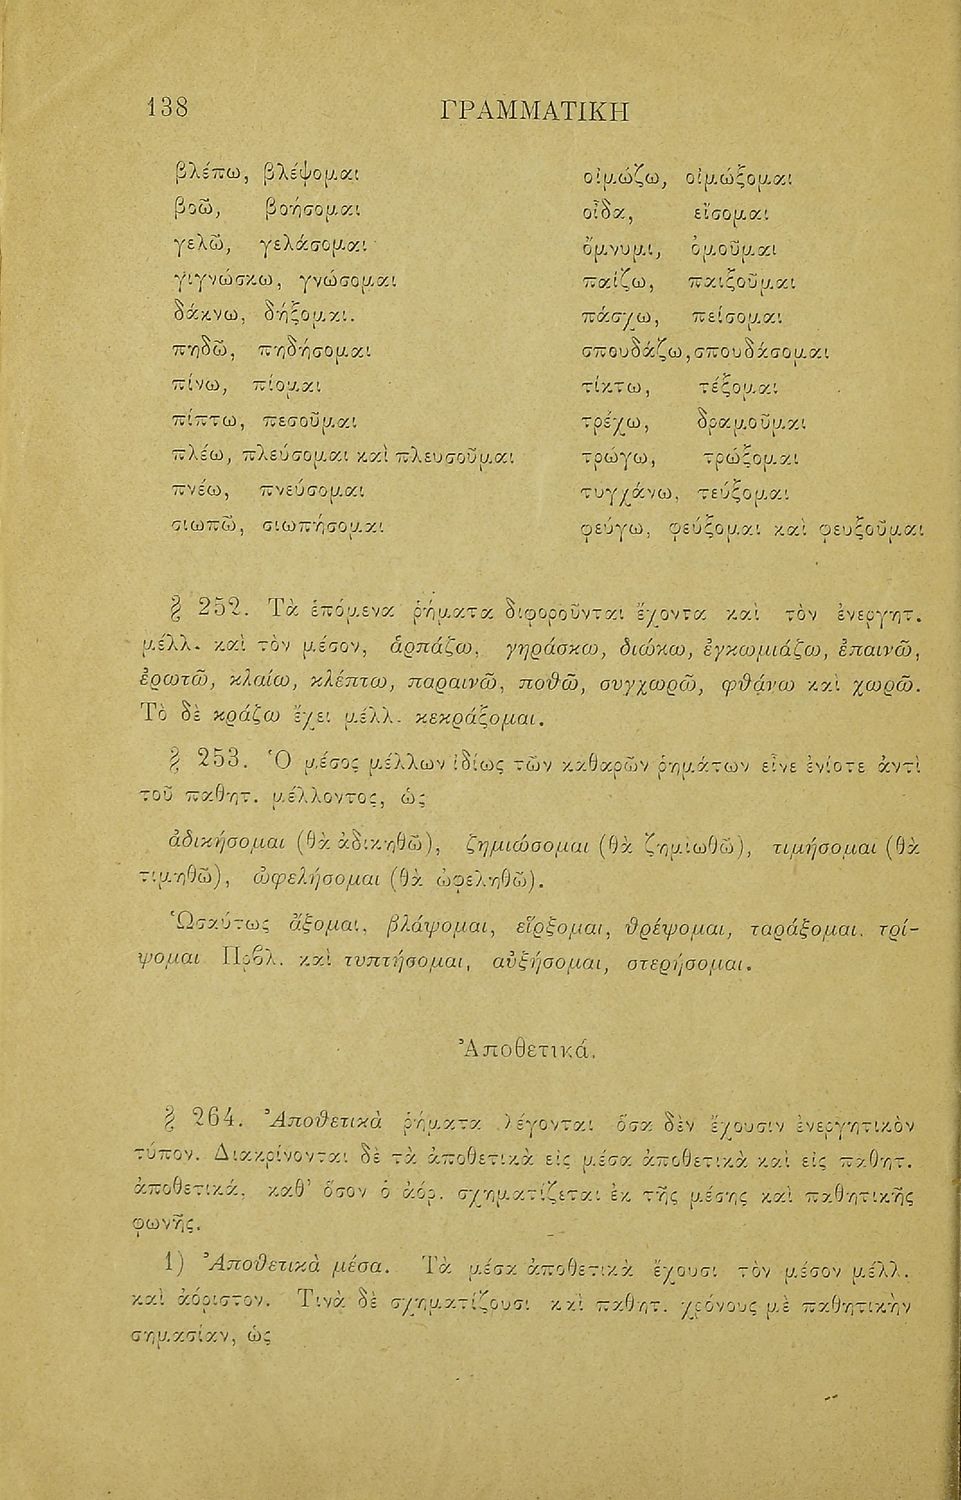 138 ΓΡΑΜΜΑΤΙΚΗ
βλέπω, βλέψομαι
βοῶ, βοήσομαι
γελῶ, γελάσομαι
γιγνώσκω, γνώσομαι
δάκνω, δήξομαι.
πηδῶ, πηδήσομαι
πίνω, πίομαι
πίπτω, πεσοῦμαι
πλέω, πλεύσομαι καὶ πλευσοῦμαι
πνέω, πνεύσομαι
σιωπῶ, σιωπήσομαι
οἰμώζω, οἰμώξομαι
οἶδα, εἴσομαι
ὄμνυμι, ὀμοῦμαι
παίζω, παιξοῦμαι
πάσχω, πείσομαι
σπουδάζω, σπουδάσομαι
τίκτω, τέξομαι
τρέχω, δραμοῦμαι
τρώγω, τρώξομαι
τυγχάνω, τεύξομαι
φεύγω, φεύξομαι καὶ φευξοῦμαι
§ 252. Τὰ ἑπόμενα ῥήματα διφοροῦνται ἔχοντα καὶ τὸν ἐνεργητ.
μέλλ. καὶ τὸν μέσον, ἁρπάζω, γηράσκω, διώκω, ἐγκωμιάζω, ἐπαινῶ,
ἐρωτῶ, κλαίω, κλέπτω, παραινῶ, ποθῶ, συγχωρῶ, φθάνω καὶ χωρῶ.
Τὸ δὲ κράζω ἔχει μέλλ. κεκράξομαι.
§ 253. Ὁ μέσος μέλλων ἰδίως τῶν καθαρῶν ῥημάτων εἶνε ἐνίοτε ἀντὶ
τοῦ παθητ. μέλλοντος, ὡς
ἀδικήσομαι (θὰ ἀδικηθῶ), ζημιώσομαι (θὰ ζημιωθῶ), τιμήσομαι (θὰ
τιμηθῶ), ὠφελήσομαι (θὰ ὠφεληθῶ).
Ὡσαύτως ἄξομαι, βλάψομαι, εἴρξομαι, θρέψομαι, ταράξομαι, τρί-
ψομαι Πρβλ. καὶ τυπτήσομαι, αὐξήσομαι, στερήσομαι.
Ἀποθετικά.
§ 264. Ἀποθετικὰ ῥήματα λέγονται ὅσα δὲν ἔχουσιν ἐνεργητικὸν
τύπον. Διακρίνονται δὲ τὰ ἀποθετικὰ εἰς μέσα ἀποθετικὰ καὶ εἰς παθητ.
ἀποθετικά, καθ' ὅσον ὁ ἀόρ. σχηματίζεται ἐκ τῆς μέσης καὶ παθητικῆς
φωνῆς.
1) Ἀποθετικὰ μέσα. Τὰ μέσα ἀποθετικὰ ἔχουσι τὸν μέσον μέλλ.
καὶ ἀόριστον. Τινὰ δὲ σχηματίζουσι καὶ παθητ. χρόνους μὲ παθητικὴν
σημασίαν, ὡς